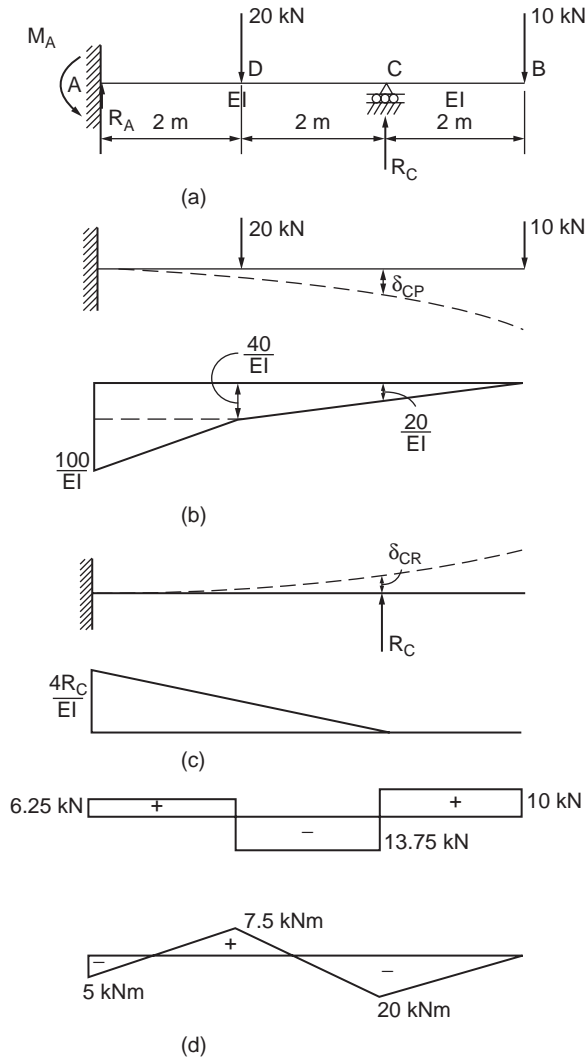 20 kN
10 kN
M_A
A
D
C
B
EI
EI
R_A
2 m
2 m
2 m
R_C
(a)
20 kN
10 kN
δ_CP
40/EI
20/EI
100/EI
(b)
δ_CR
R_C
4R_C/EI
(c)
6.25 kN
+
–
+
10 kN
13.75 kN
7.5 kNm
–
+
–
5 kNm
20 kNm
(d)